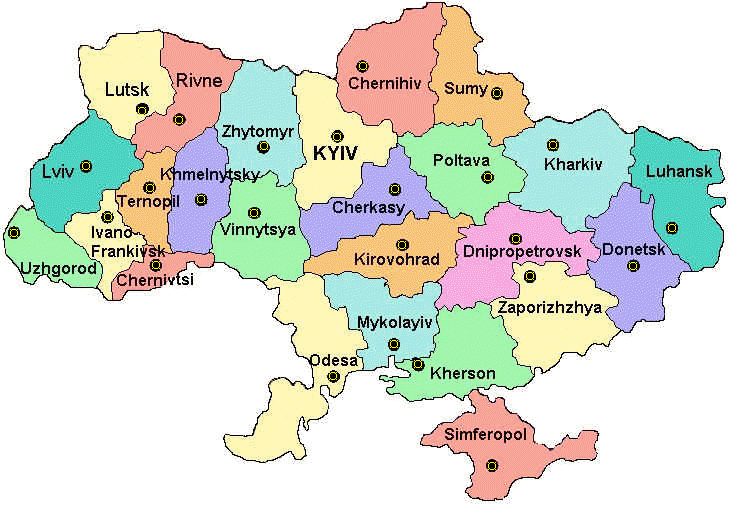 Chernihiv
Sumy
Lutsk
Rivne
Zhytomyr
KYIV
Poltava
Kharkiv
Luhansk
Lviv
Khmelnytsky
Ternopil
Cherkasy
Vinnytsya
Ivano
Frankivsk
Uzhgorod
Chernivtsi
Kirovohrad
Dnipropetrovsk
Donetsk
Zaporizhzhya
Mykolayiv
Odesa
Kherson
Simferopol